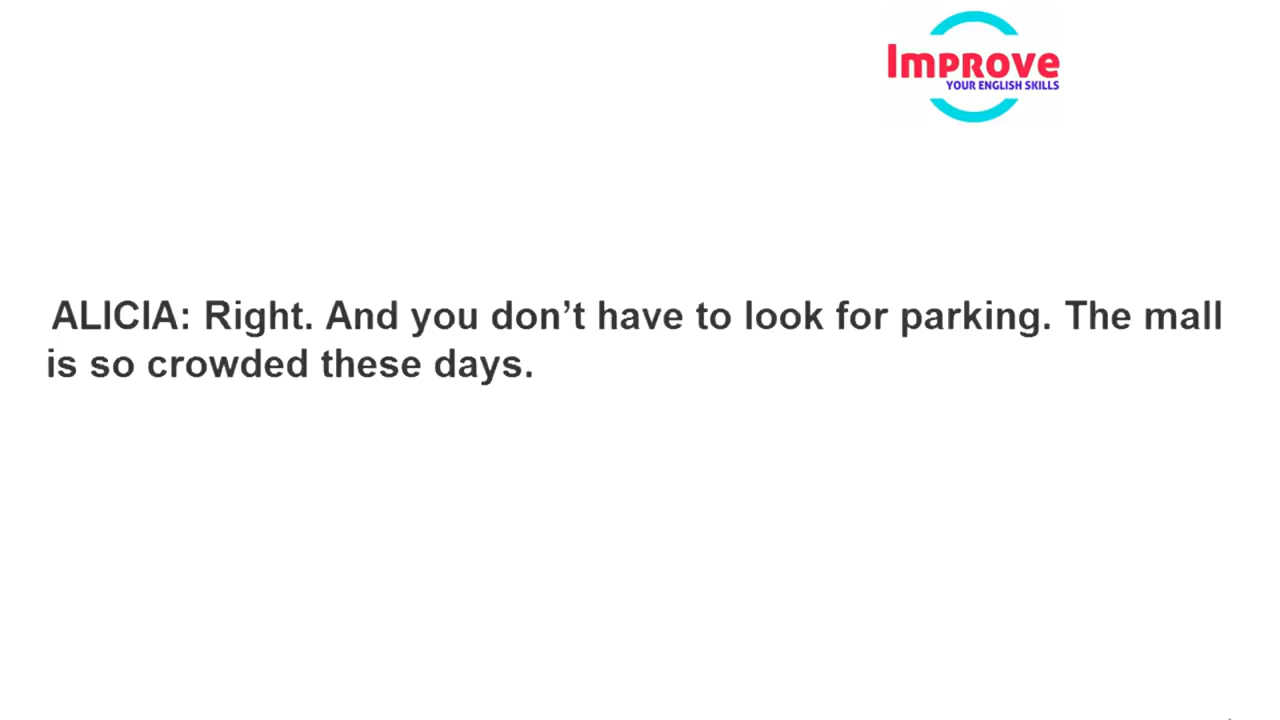 Improve
YOUR ENGLISH SKILLS
ALICIA: Right. And you don’t have to look for parking. The mall
is so crowded these days.